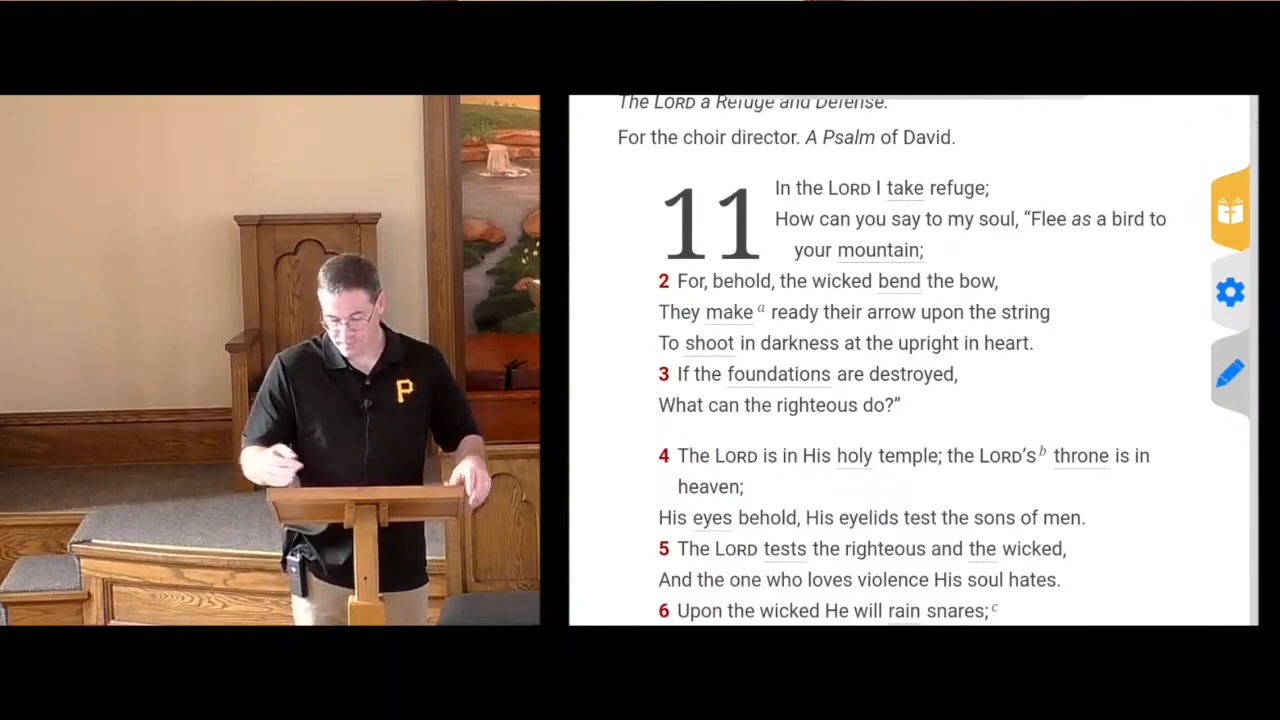 The LORD a Refuge and Defense.
For the choir director. A Psalm of David.
11 In the LORD I take refuge;
How can you say to my soul, “Flee as a bird to
your mountain;
2 For, behold, the wicked bend the bow,
They make a ready their arrow upon the string
To shoot in darkness at the upright in heart.
3 If the foundations are destroyed,
What can the righteous do?”
4 The LORD is in His holy temple; the LORD’S b throne is in
heaven;
His eyes behold, His eyelids test the sons of men.
5 The LORD tests the righteous and the wicked,
And the one who loves violence His soul hates.
6 Upon the wicked He will rain snares; c
P